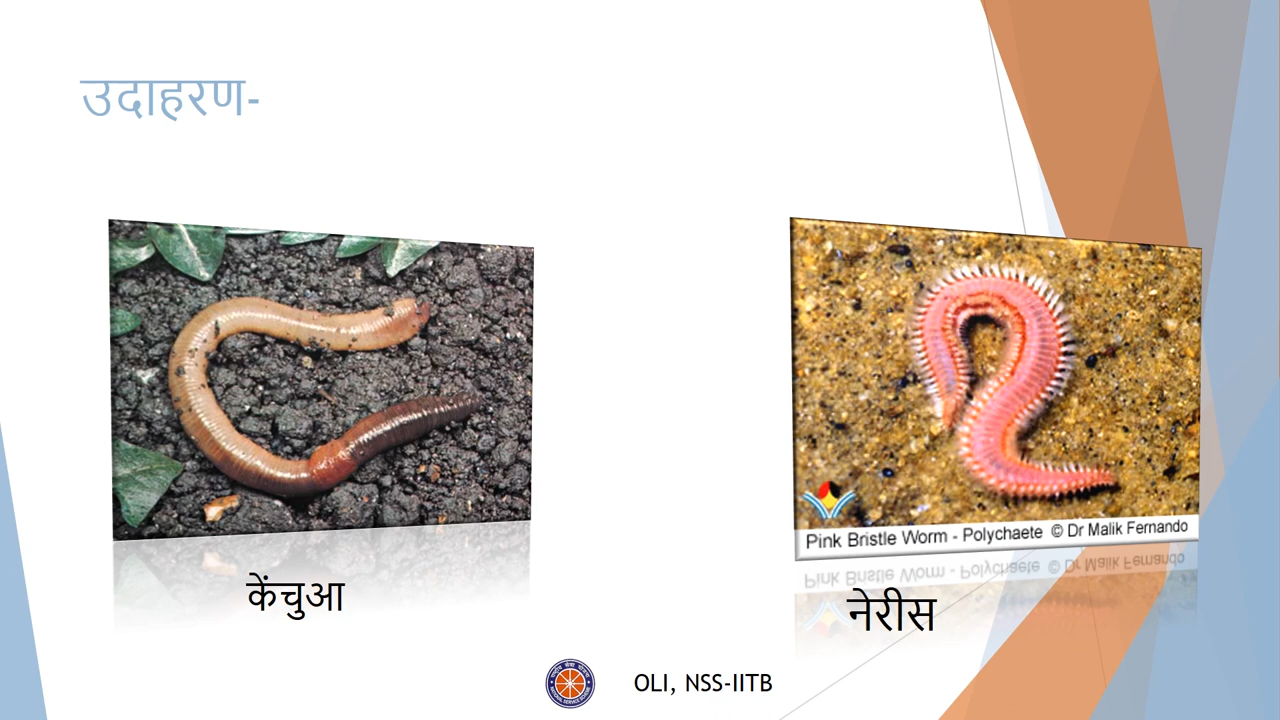 उदाहरण-
Pink Bristle Worm - Polychaete © Dr Malik Fernando
केंचुआ
नेरीस
OLI, NSS-IITB